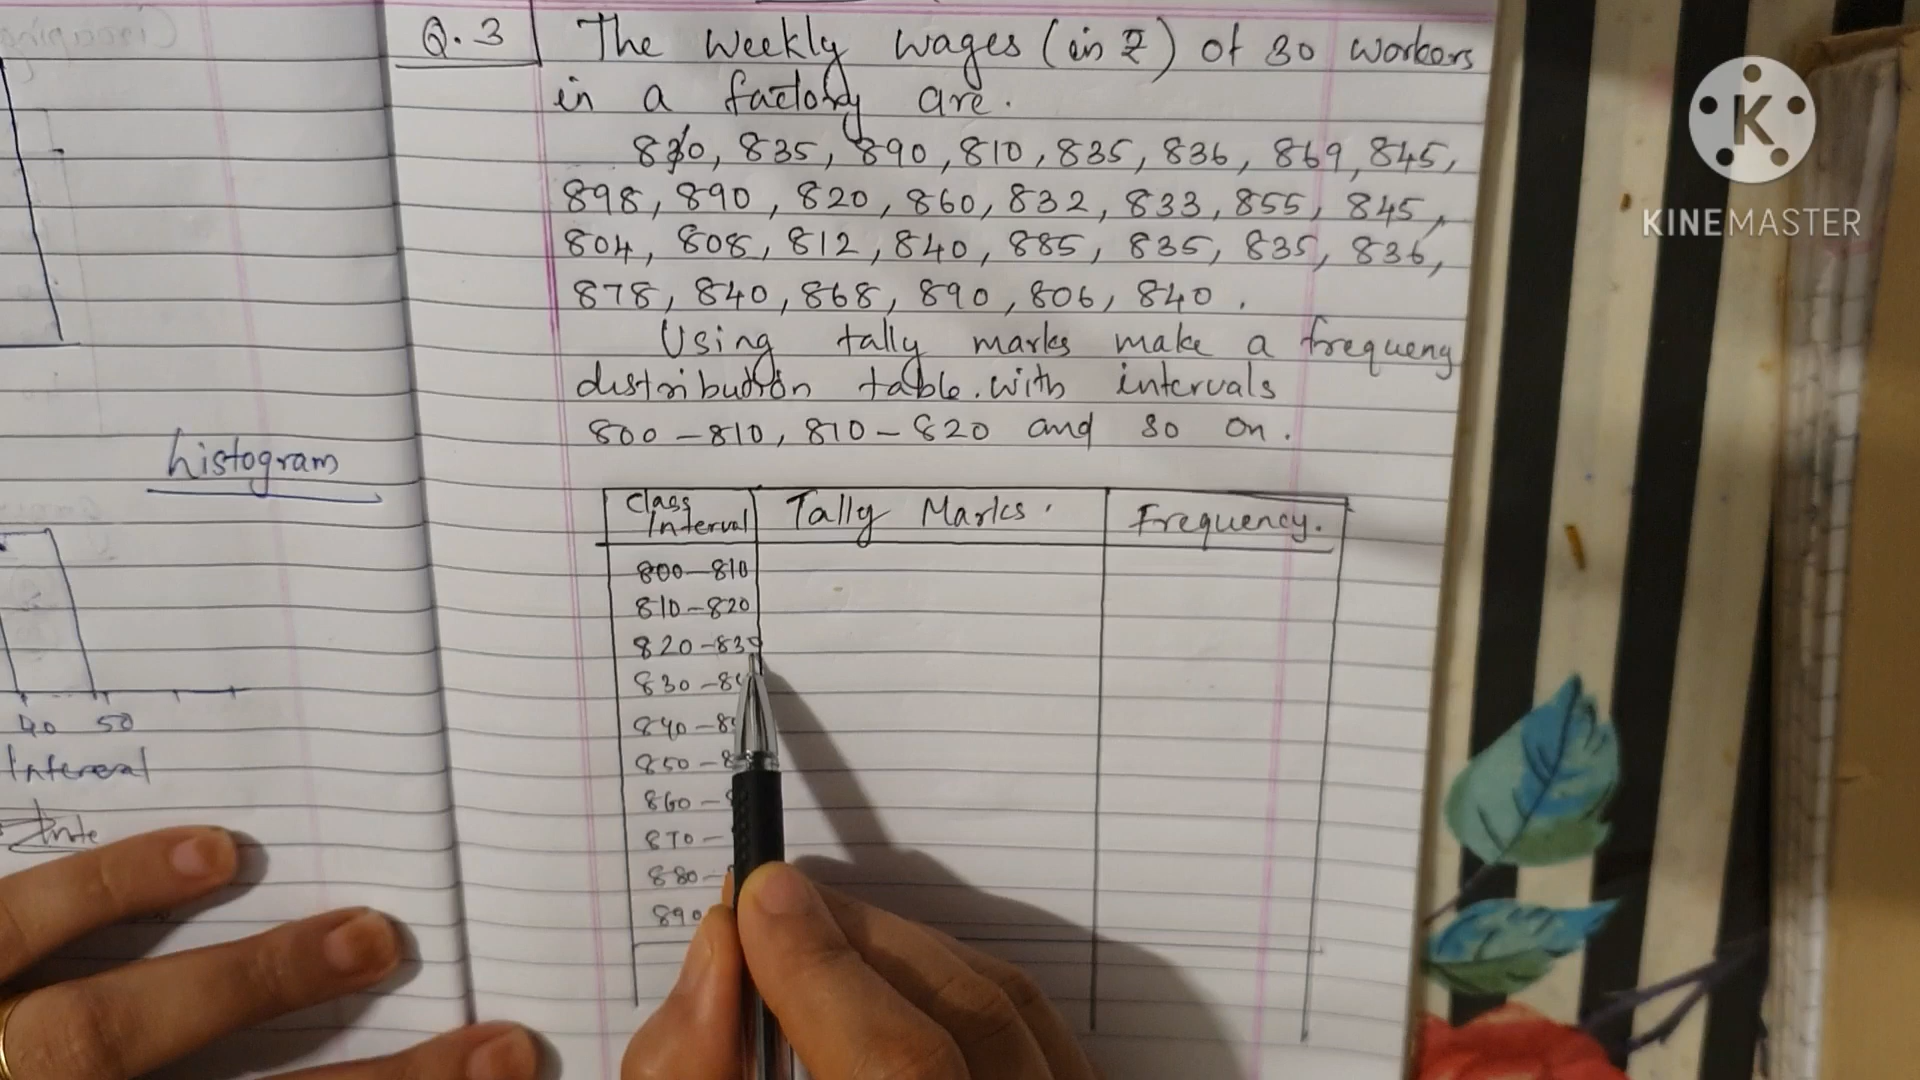 Q.3 The weekly wages (in ₹) of 30 workers
in a factory are.
830, 835, 890, 810, 835, 836, 869, 845,
898, 890, 820, 860, 832, 833, 855, 845,
804, 808, 812, 840, 885, 835, 835, 836,
878, 840, 868, 890, 806, 840.
Using tally marks make a frequency
distribution table. with intervals
800 – 810, 810 – 820 and so on.
Class Interval Tally Marks. Frequency.
800–810
810–820
820–830
830–
840–
850–
860–
870–
880–
890
histogram
40 50
Interval
K
KINEMASTER